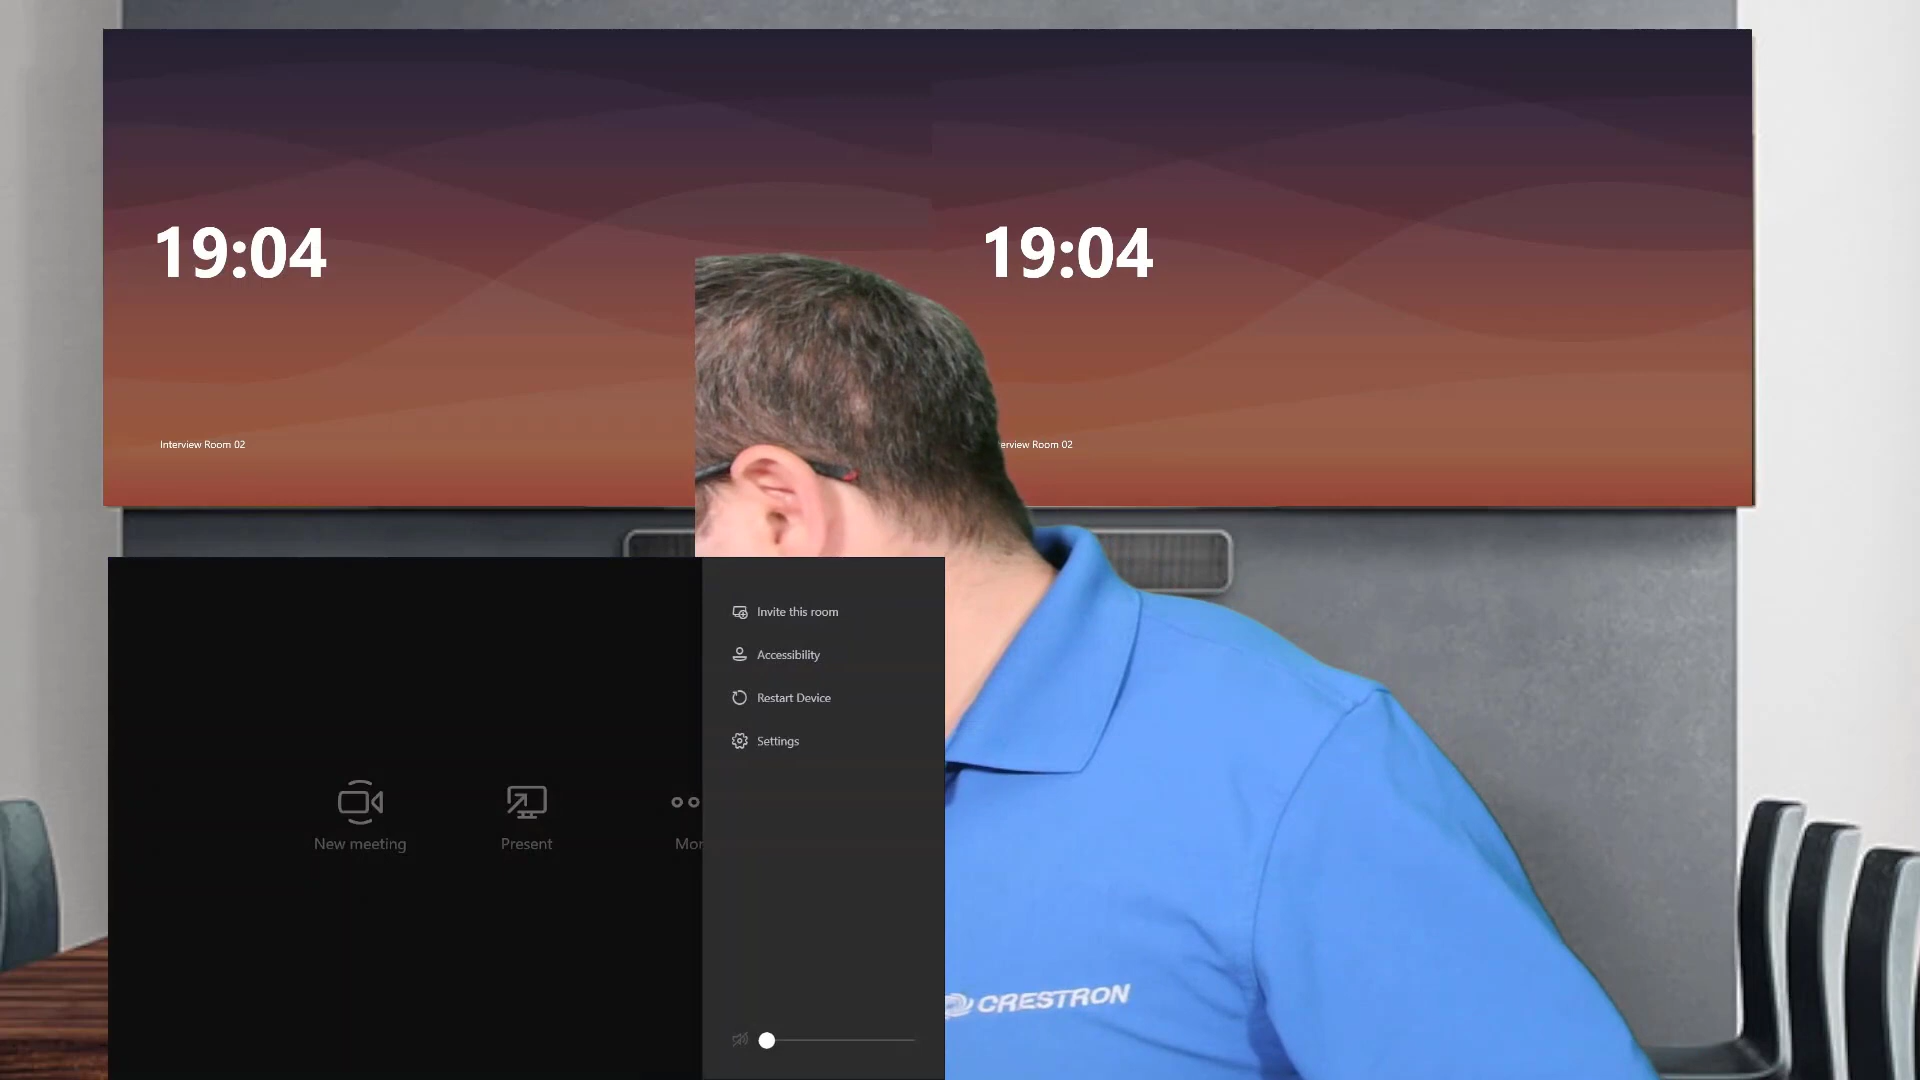 19:04
19:04
Interview Room 02
erview Room 02
Invite this room
Accessibility
Restart Device
Settings
New meeting
Present
Mor
CRESTRON